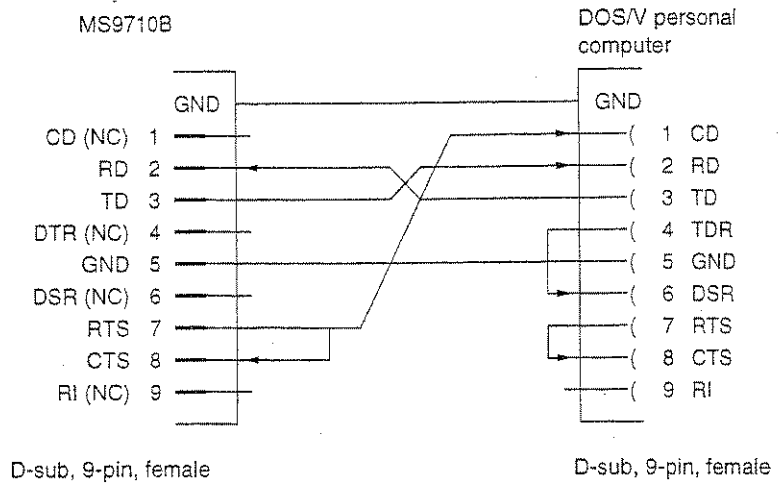 MS9710B
DOS/V personal
computer
GND
GND
CD (NC) 1
1 CD
RD 2
2 RD
TD 3
3 TD
DTR (NC) 4
4 TDR
GND 5
5 GND
DSR (NC) 6
6 DSR
RTS 7
7 RTS
CTS 8
8 CTS
RI (NC) 9
9 RI
D-sub, 9-pin, female
D-sub, 9-pin, female